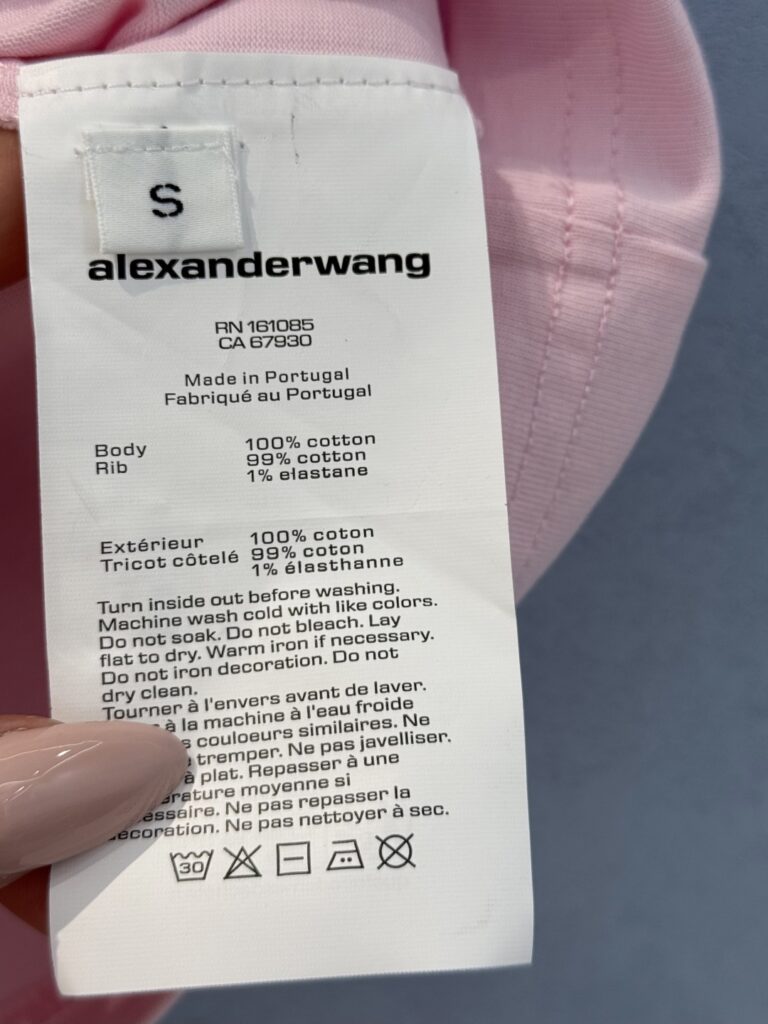 S
alexanderwang
RN 161085
CA 67930
Made in Portugal
Fabriqué au Portugal
Body 100% cotton
Rib 99% cotton
1% elastane
Extérieur 100% coton
Tricot côtelé 99% coton
1% élasthanne
Turn inside out before washing.
Machine wash cold with like colors.
Do not soak. Do not bleach. Lay
flat to dry. Warm iron if necessary.
Do not iron decoration. Do not
dry clean.
Tourner à l'envers avant de laver.
à la machine à l'eau froide
couloeurs similaires. Ne
tremper. Ne pas javelliser.
à plat. Repasser à une
moyenne si
Ne pas repasser la
décoration. Ne pas nettoyer à sec.
30